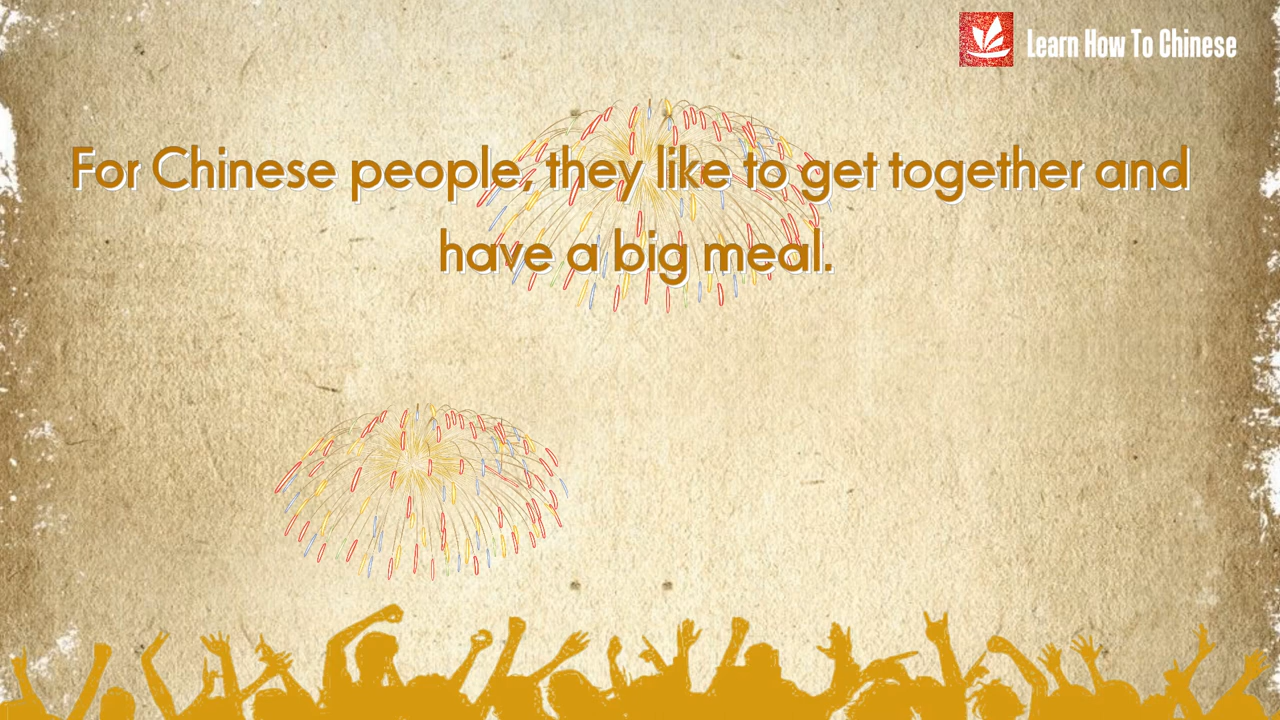 Learn How To Chinese
For Chinese people, they like to get together and
have a big meal.